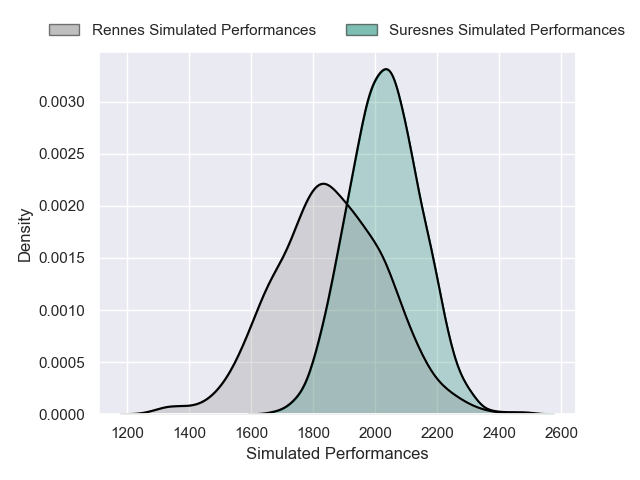 Rennes Simulated Performances Suresnes Simulated Performances
0.0030
0.0025
0.0020
0.0015
0.0010
0.0005
0.0000
Density
1200 1400 1600 1800 2000 2200 2400 2600
Simulated Performances